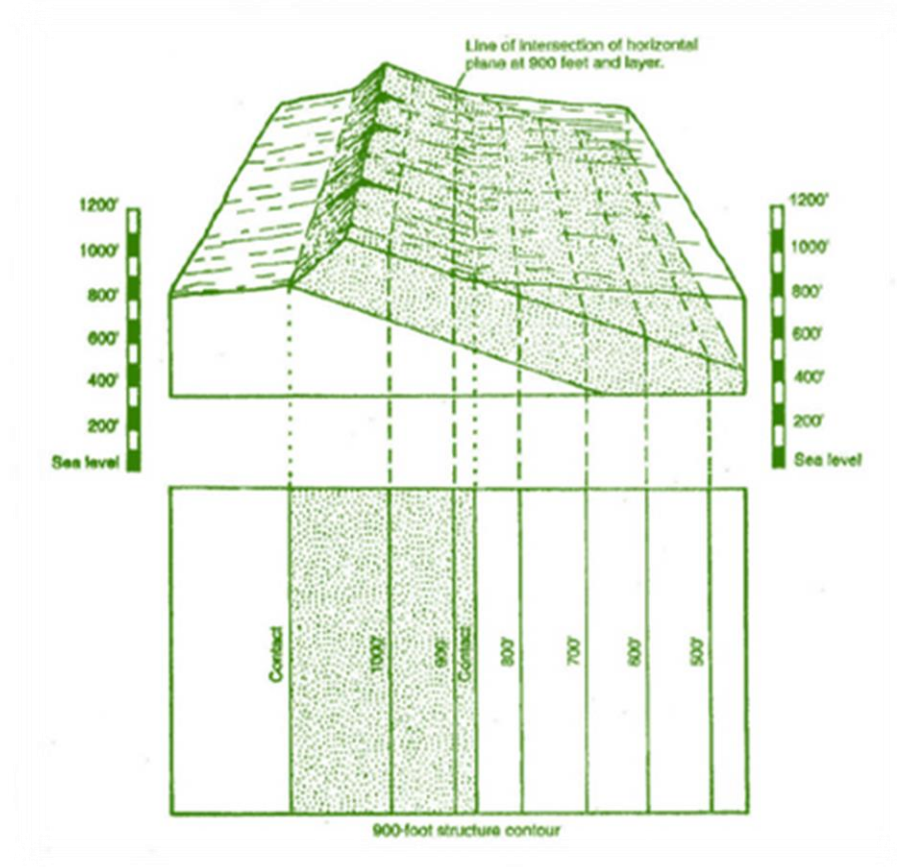 Line of intersection of horizontal
plane at 900 feet and layer.
1200'
1000'
800'
600'
400'
200'
Sea level
1200'
1000'
800'
600'
400'
200'
Sea level
Contact
1000'
900'
Contact
800'
700'
600'
500'
900-foot structure contour